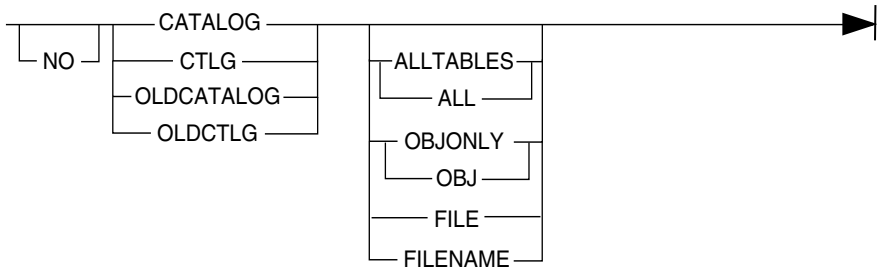 CATALOG
NO
CTLG
ALLTABLES
OLDCATALOG
ALL
OLDCTLG
OBJONLY
OBJ
FILE
FILENAME